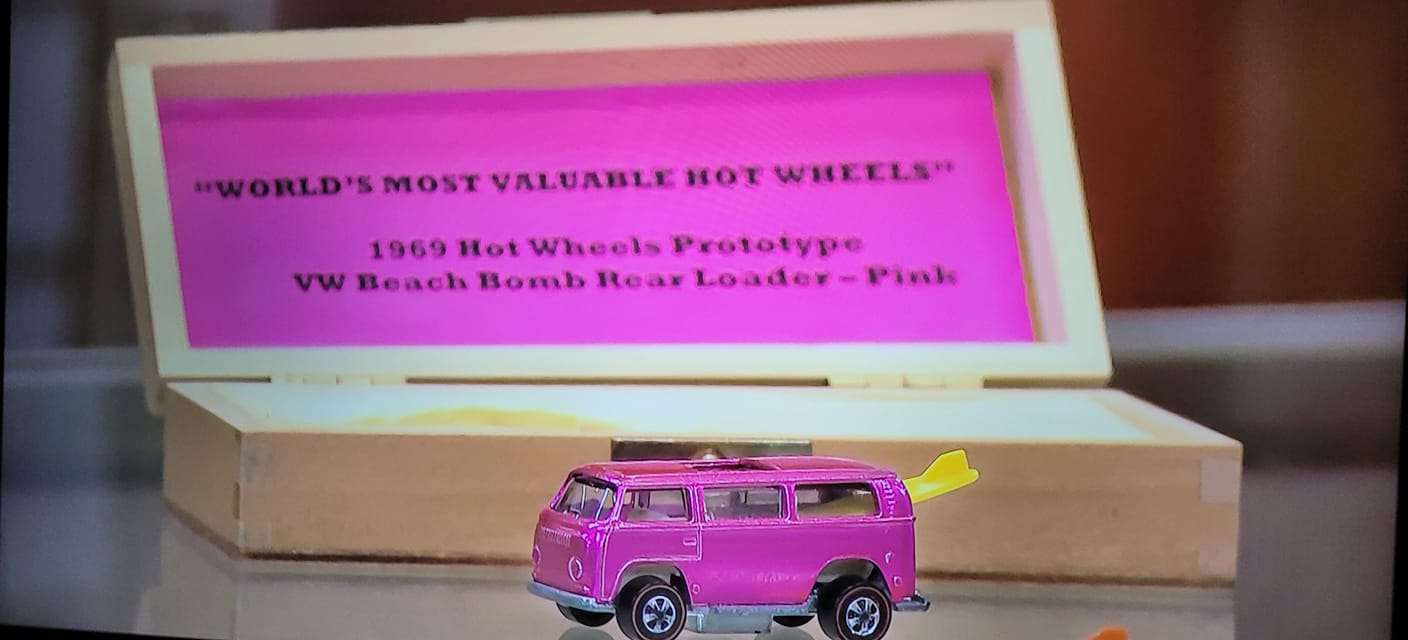 "WORLD'S MOST VALUABLE HOT WHEELS"
1969 Hot Wheels Prototype
VW Beach Bomb Rear Loader – Pink